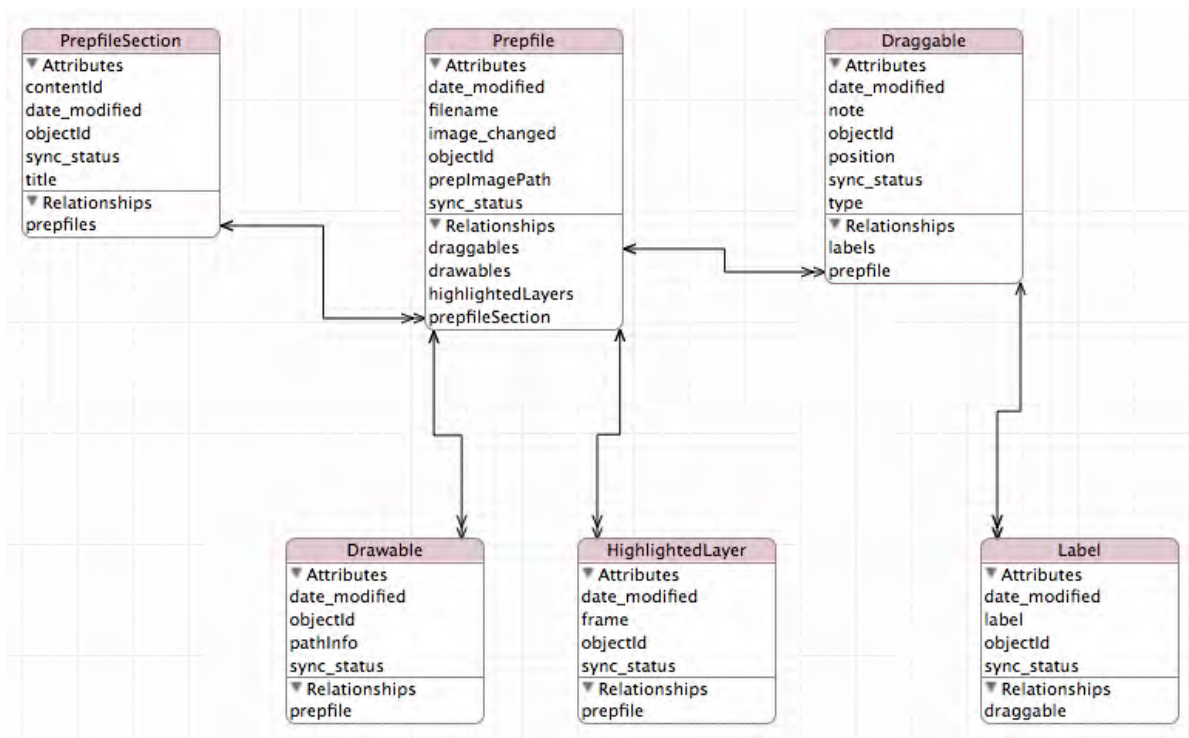 PrepfileSection
Attributes
contentId
date_modified
objectId
sync_status
title
Relationships
prepfiles
Prepfile
Attributes
date_modified
filename
image_changed
objectId
prepImagePath
sync_status
Relationships
draggables
drawables
highlightedLayers
prepfileSection
Draggable
Attributes
date_modified
note
objectId
position
sync_status
type
Relationships
labels
prepfile
Drawable
Attributes
date_modified
objectId
pathInfo
sync_status
Relationships
prepfile
HighlightedLayer
Attributes
date_modified
frame
objectId
sync_status
Relationships
prepfile
Label
Attributes
date_modified
label
objectId
sync_status
Relationships
draggable